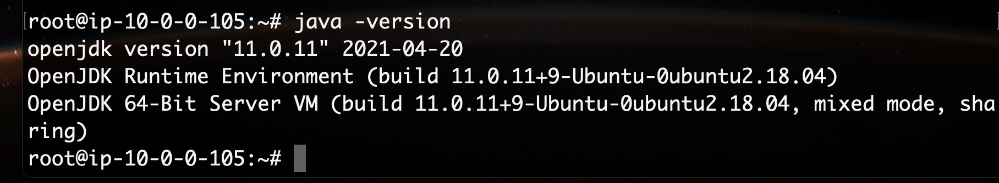 root@ip-10-0-0-105:~# java -version
openjdk version "11.0.11" 2021-04-20
OpenJDK Runtime Environment (build 11.0.11+9-Ubuntu-0ubuntu2.18.04)
OpenJDK 64-Bit Server VM (build 11.0.11+9-Ubuntu-0ubuntu2.18.04, mixed mode, sha
ring)
root@ip-10-0-0-105:~#